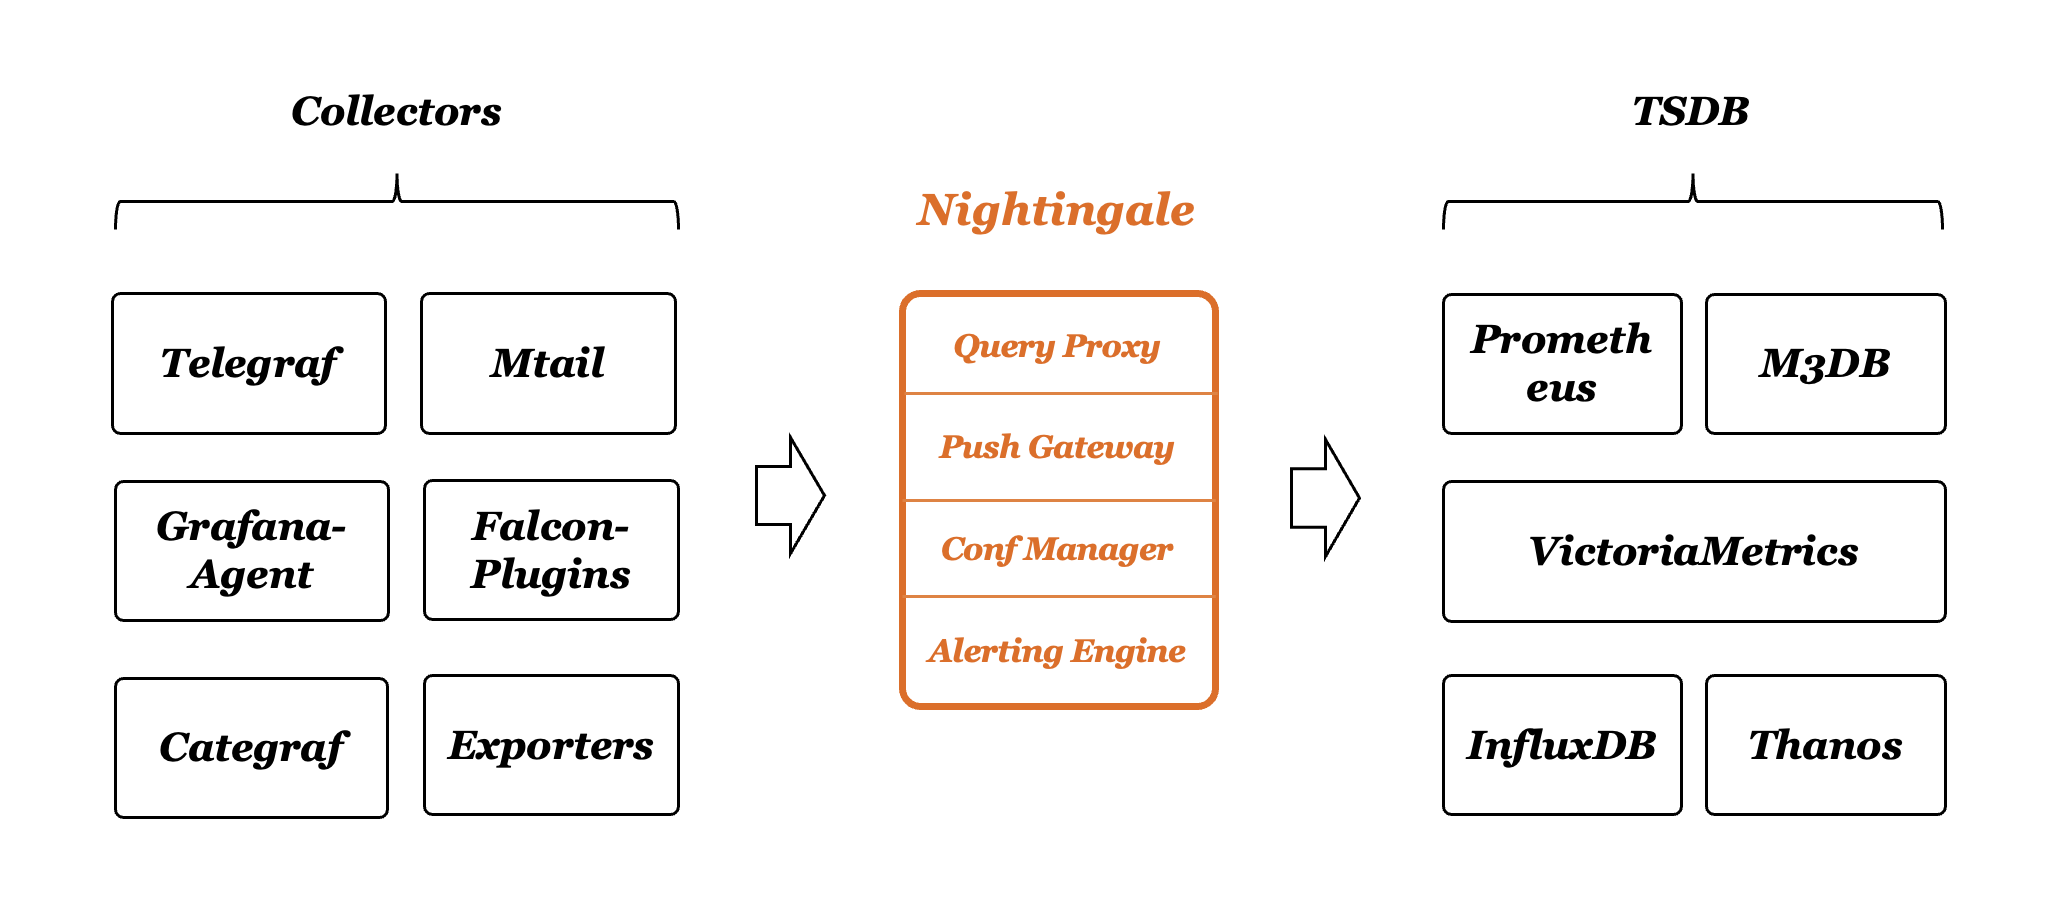 Collectors
TSDB
Nightingale
Telegraf
Mtail
Grafana-
Agent
Falcon-
Plugins
Categraf
Exporters
Query Proxy
Push Gateway
Conf Manager
Alerting Engine
Prometh
eus
M3DB
VictoriaMetrics
InfluxDB
Thanos